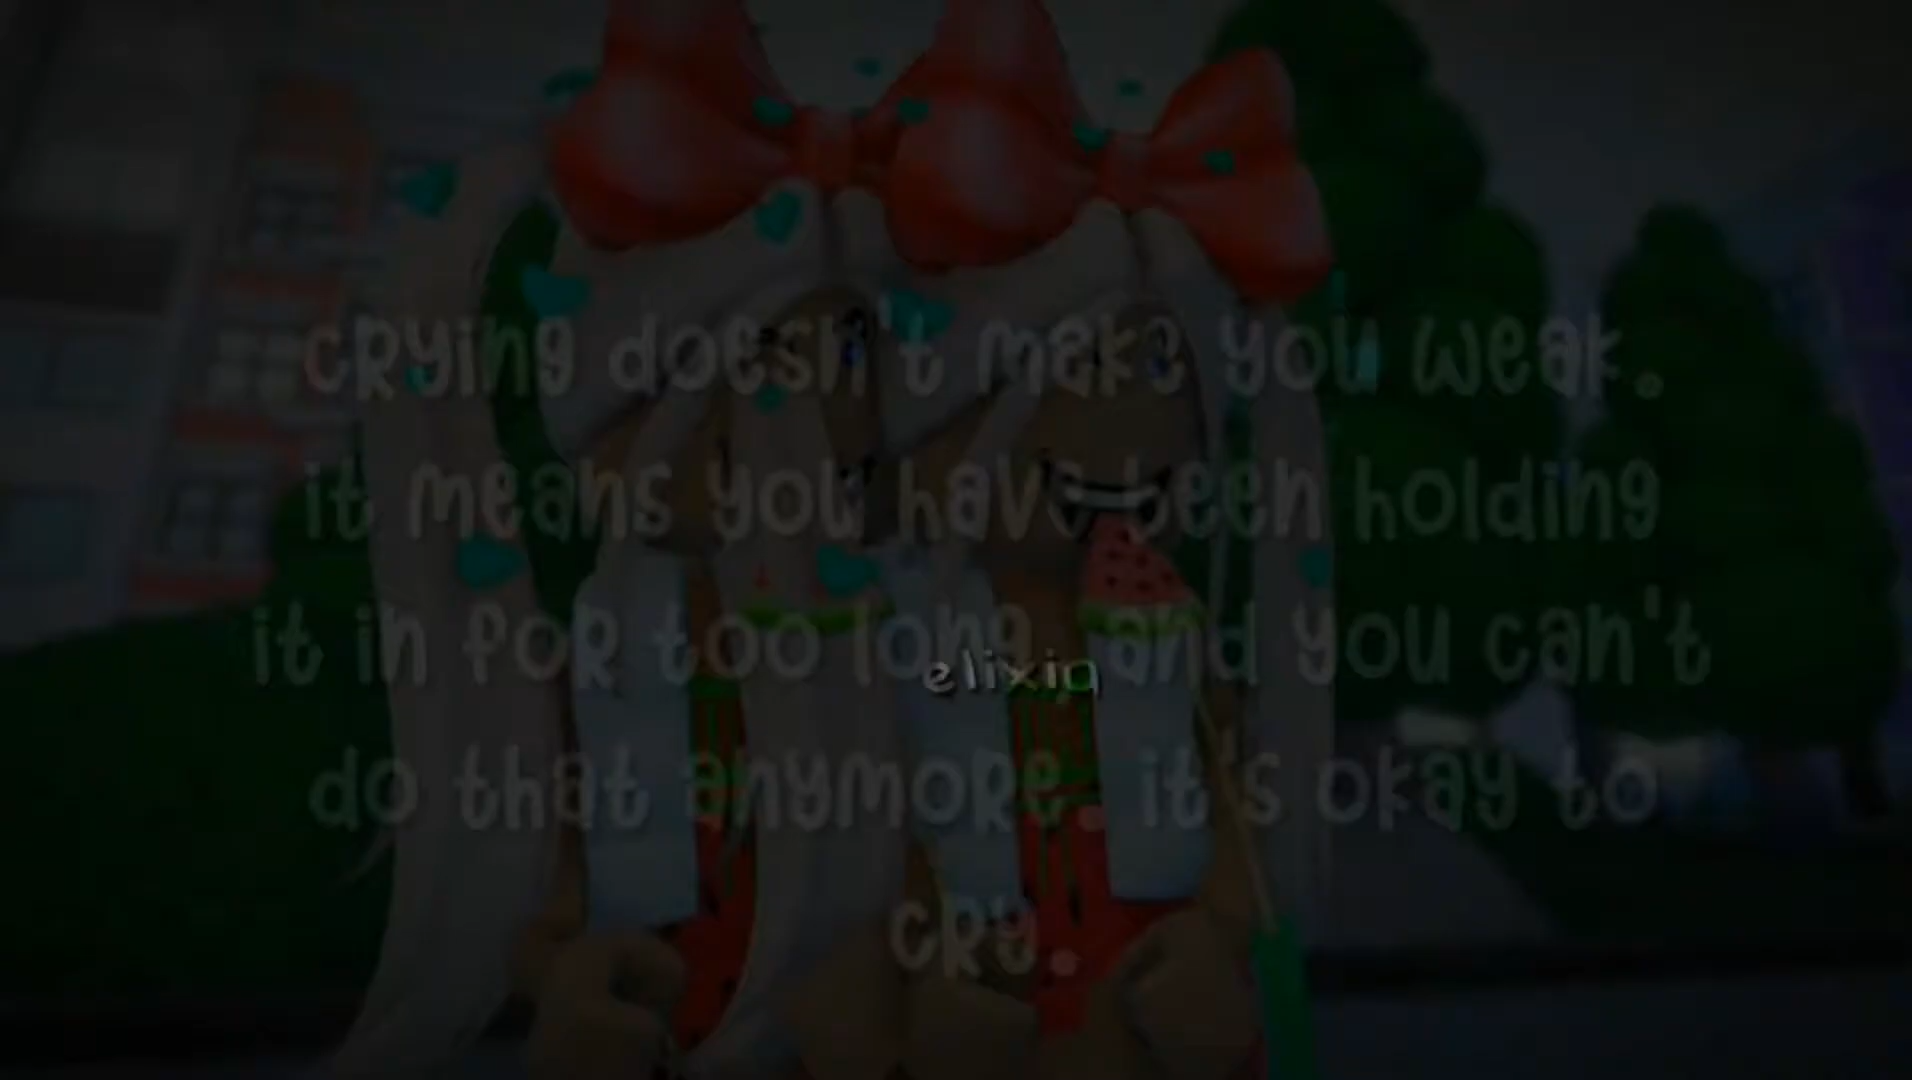 crying doesn't make you weak.
it means you have been holding
it in for too long, and you can't
do that anymore. it's okay to
cry.
elixiq